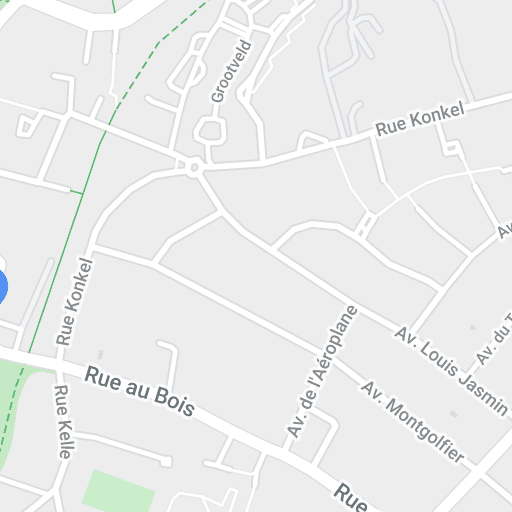 Grootveld
Rue Konkel
Av
Rue Konkel
Av. du T
Av. de l'Aéroplane
Av. Louis Jasmin
Rue au Bois
Av. Montgolfier
Rue Kelle
Rue